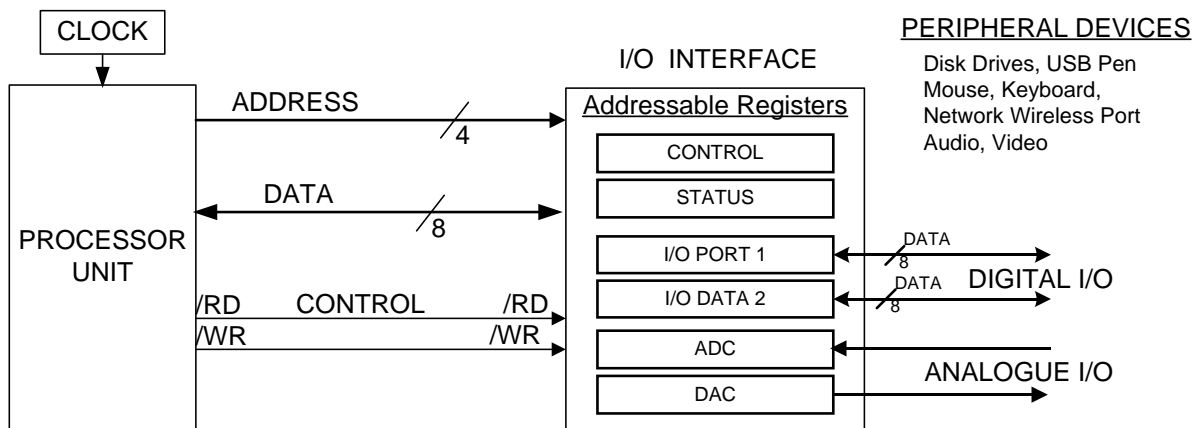 CLOCK
PERIPHERAL DEVICES
Disk Drives, USB Pen
Mouse, Keyboard,
Network Wireless Port
Audio, Video
I/O INTERFACE
ADDRESS
4
Addressable Registers
CONTROL
STATUS
DATA
8
PROCESSOR
UNIT
I/O PORT 1
DATA
8
DIGITAL I/O
I/O DATA 2
DATA
8
/RD CONTROL /RD
/WR /WR
ADC
ANALOGUE I/O
DAC